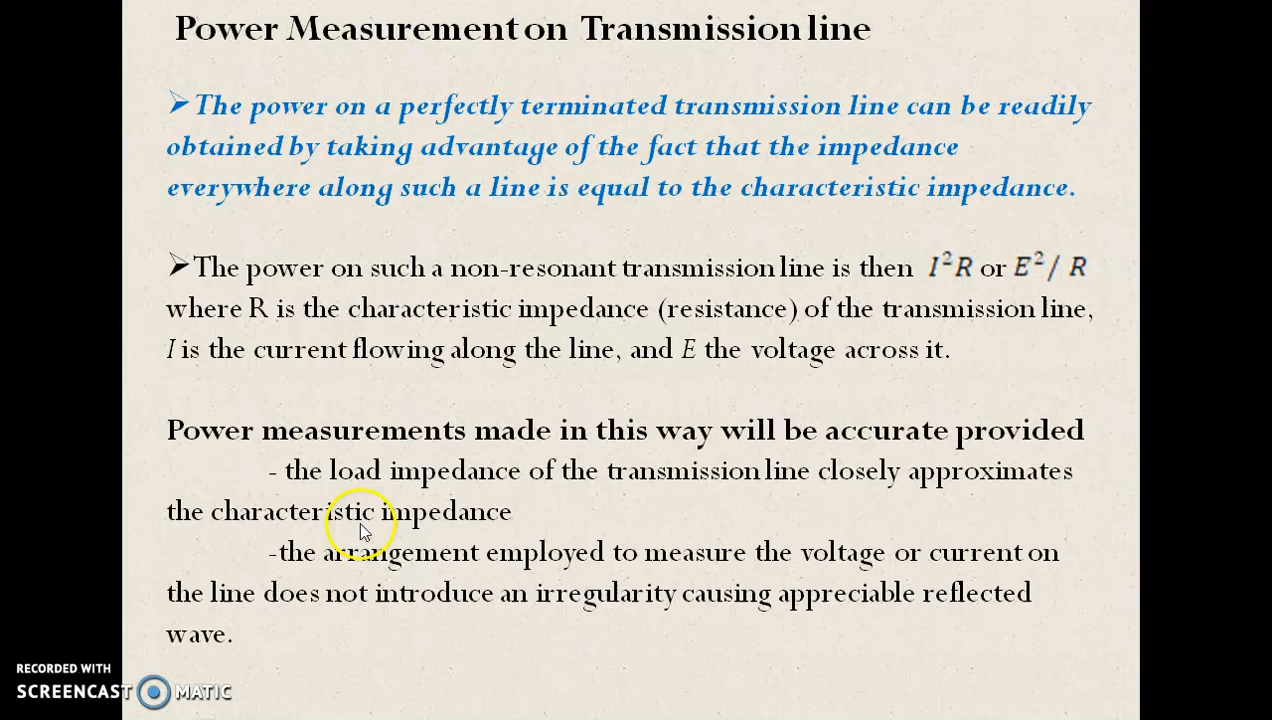 Power Measurement on Transmission line
➢The power on a perfectly terminated transmission line can be readily
obtained by taking advantage of the fact that the impedance
everywhere along such a line is equal to the characteristic impedance.
➢The power on such a non-resonant transmission line is then I²R or E²/ R
where R is the characteristic impedance (resistance) of the transmission line,
I is the current flowing along the line, and E the voltage across it.
Power measurements made in this way will be accurate provided
- the load impedance of the transmission line closely approximates
the characteristic impedance
-the arrangement employed to measure the voltage or current on
the line does not introduce an irregularity causing appreciable reflected
wave.
RECORDED WITH
SCREENCAST MATIC